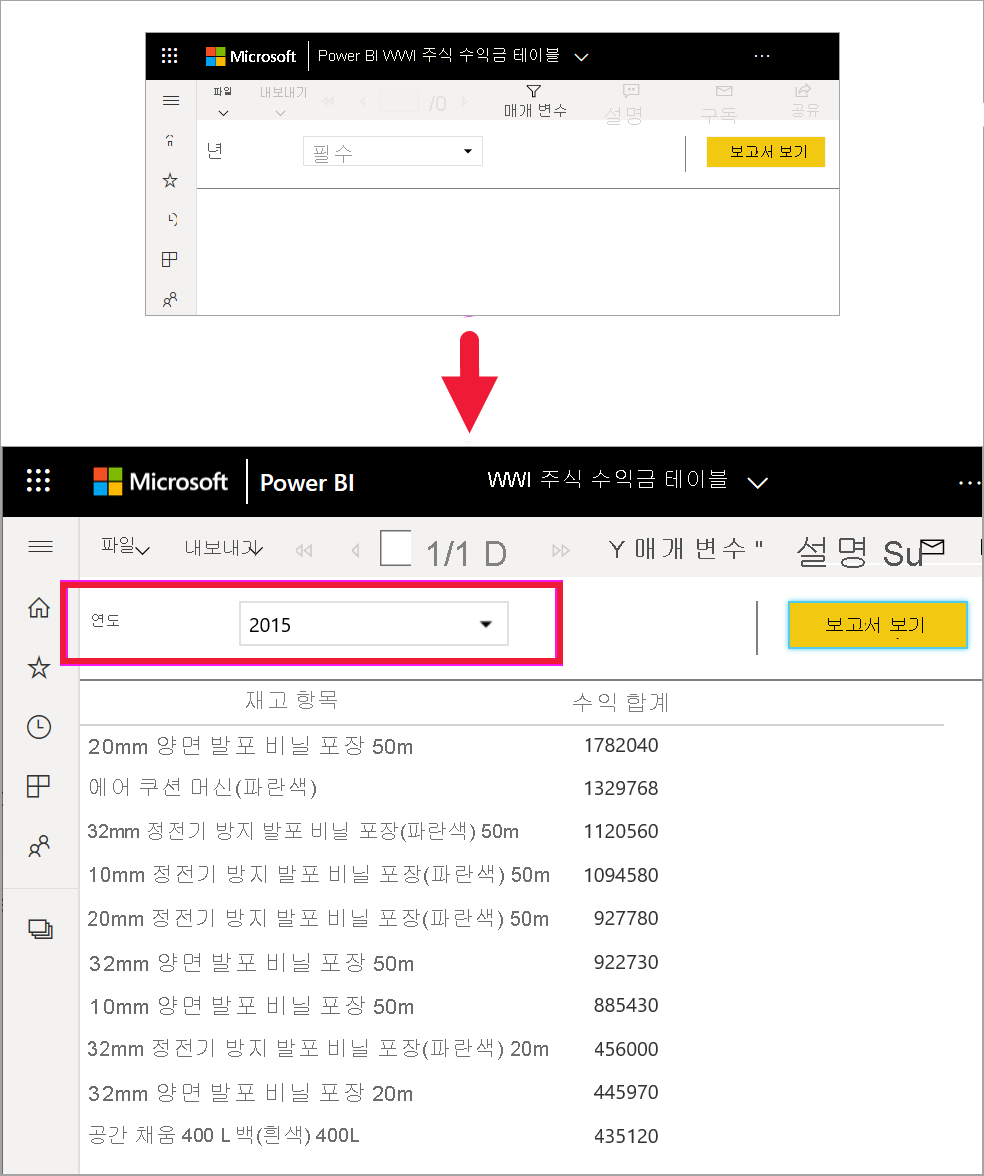 Microsoft Power BI WWI 주식 수익금 테이블 ...
파일 내보내기 /0 매개 변수 설명 구독 공유
년 필수 보고서 보기
Microsoft Power BI WWI 주식 수익금 테이블 ...
파일 내보내기 1/1 D Y 매개 변수 " 설명 Su
연도 2015 보고서 보기
재고 항목 수익 합계
20mm 양면 발포 비닐 포장 50m 1782040
에어 쿠션 머신(파란색) 1329768
32mm 정전기 방지 발포 비닐 포장(파란색) 50m 1120560
10mm 정전기 방지 발포 비닐 포장(파란색) 50m 1094580
20mm 정전기 방지 발포 비닐 포장(파란색) 50m 927780
32mm 양면 발포 비닐 포장 50m 922730
10mm 양면 발포 비닐 포장 50m 885430
32mm 정전기 방지 발포 비닐 포장(파란색) 20m 456000
32mm 양면 발포 비닐 포장 20m 445970
공간 채움 400 L 백(흰색) 400L 435120